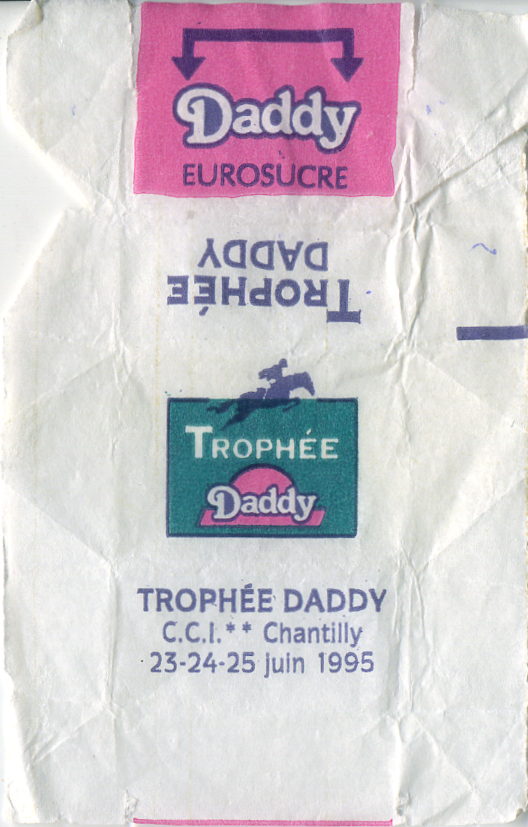 Daddy
EUROSUCRE
TROPHÉE
DADDY
TROPHÉE
Daddy
TROPHÉE DADDY
C.C.I.** Chantilly
23-24-25 juin 1995